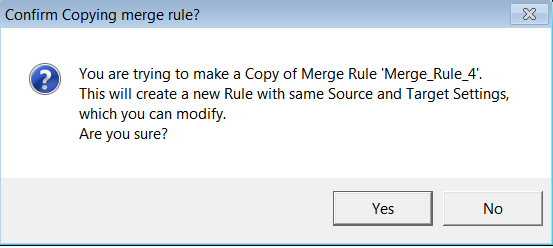 Confirm Copying merge rule?
You are trying to make a Copy of Merge Rule 'Merge_Rule_4'.
This will create a new Rule with same Source and Target Settings,
which you can modify.
Are you sure?
Yes No